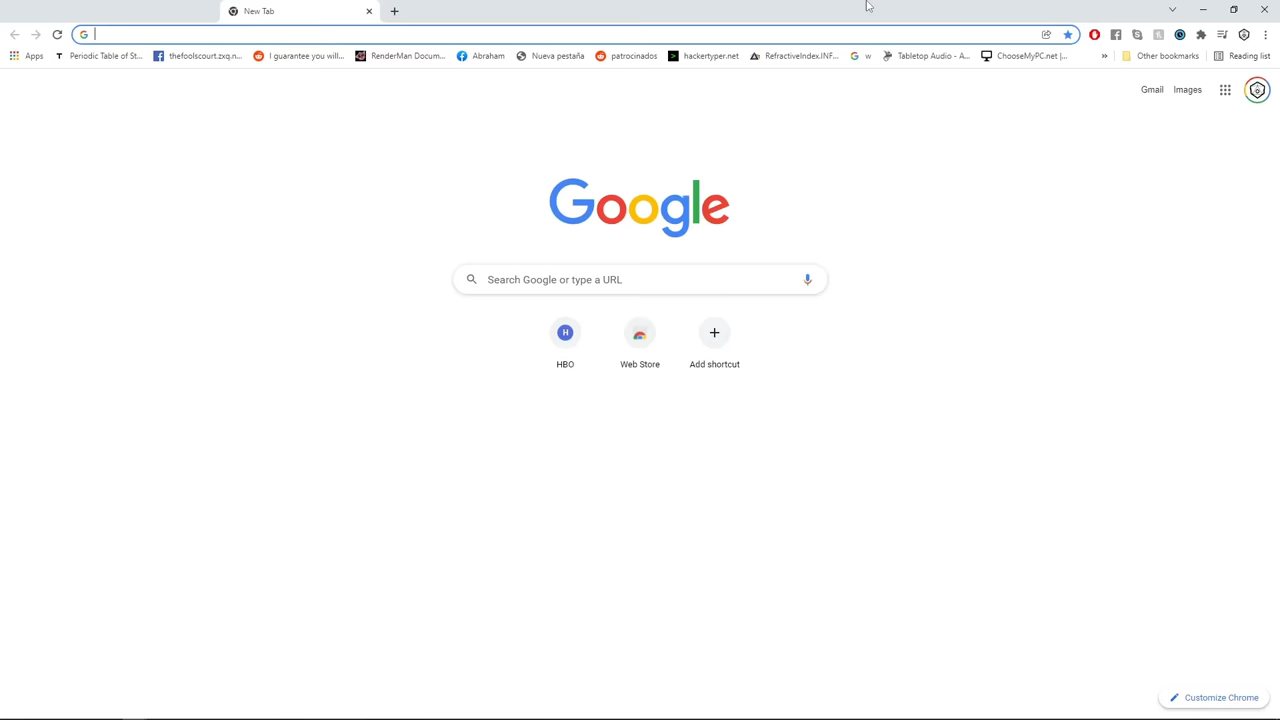 New Tab
Apps Periodic Table of St... thefoolscourt.zxq.n... I guarantee you will... RenderMan Docum... Abraham Nueva pestaña patrocinados hackertyper.net RefractiveIndex.INF... w Tabletop Audio - A... ChooseMyPC.net |... » Other bookmarks Reading list
Gmail Images
Google
Search Google or type a URL
H
HBO Web Store Add shortcut
Customize Chrome